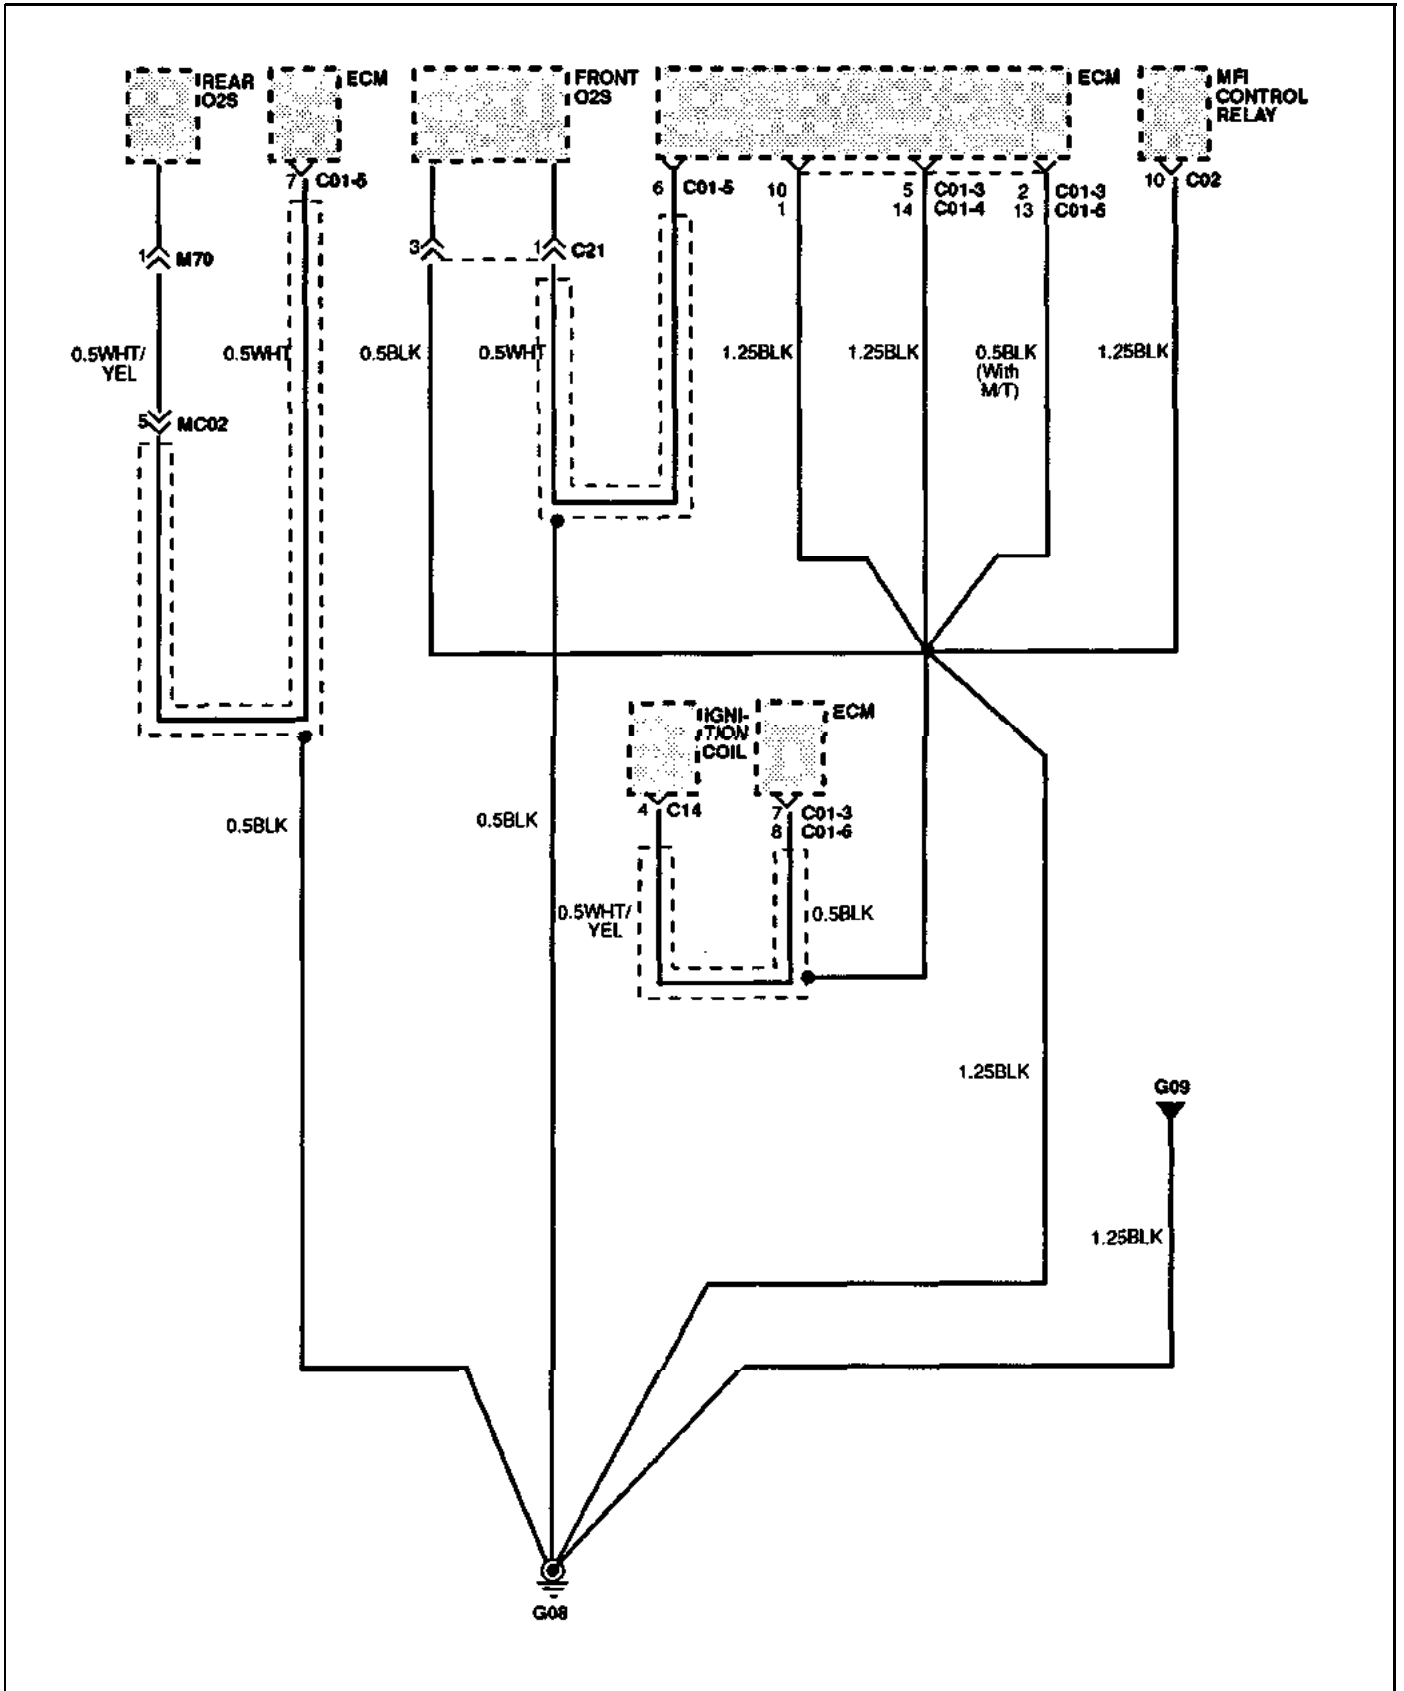 REAR
O2S
ECM
FRONT
O2S
ECM
MFI
CONTROL
RELAY
7 C01-5
6 C01-5
10
1
5 C01-3
14 C01-4
2 C01-3
13 C01-6
10 C02
1 M70
3
1 C21
0.5WHT/
YEL
0.5WHT
0.5BLK
0.5WHT
1.25BLK
1.25BLK
0.5BLK
(With
M/T)
1.25BLK
5 MC02
IGNI-
TION
COIL
ECM
4 C14
7 C01-3
8 C01-6
0.5BLK
0.5BLK
0.5WHT/
YEL
0.5BLK
1.25BLK
G09
1.25BLK
G08